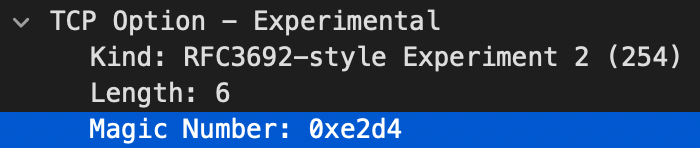 TCP Option - Experimental
Kind: RFC3692-style Experiment 2 (254)
Length: 6
Magic Number: 0xe2d4